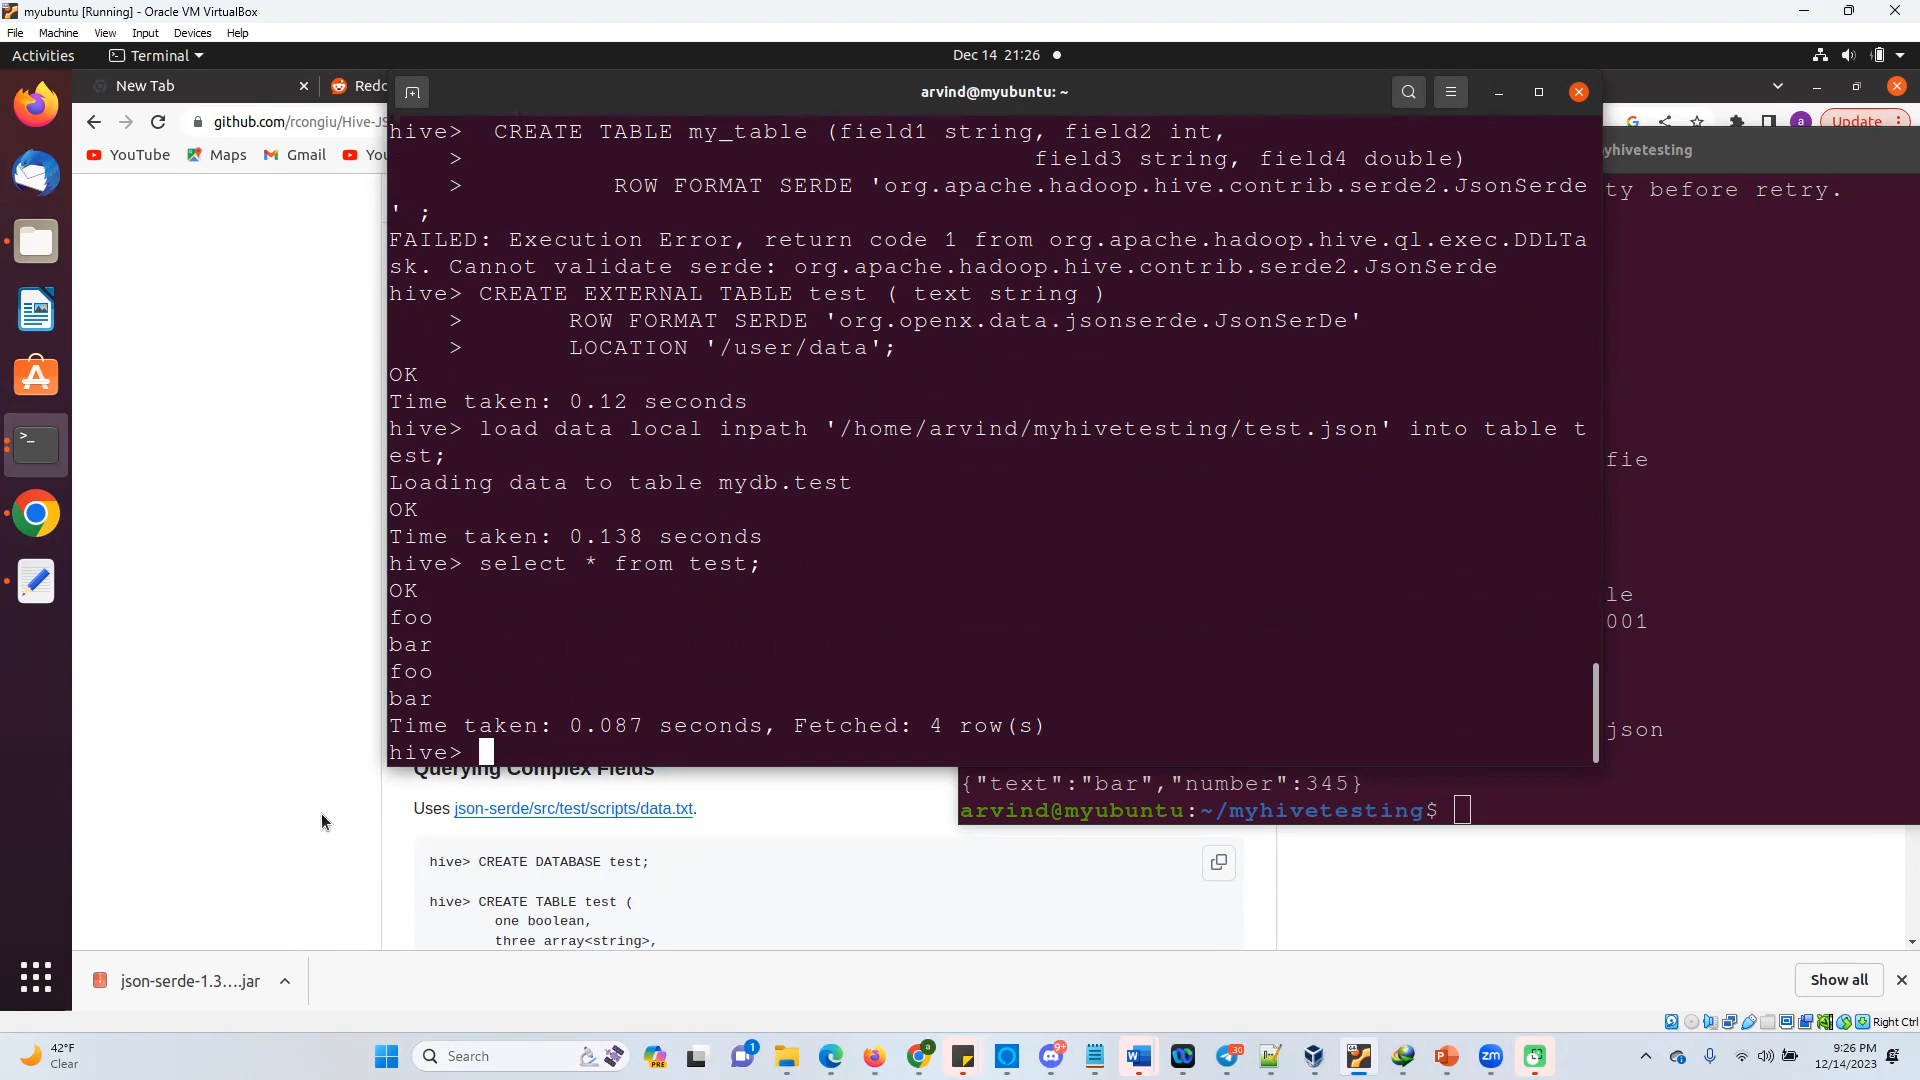 myubuntu [Running] - Oracle VM VirtualBox
File Machine View Input Devices Help
Activities Terminal Dec 14 21:26
New Tab Redd
arvind@myubuntu: ~
github.com/rcongiu/Hive-JS
Update
YouTube Maps Gmail You
yhivetesting
ty before retry.
hive> CREATE TABLE my_table (field1 string, field2 int,
> field3 string, field4 double)
> ROW FORMAT SERDE 'org.apache.hadoop.hive.contrib.serde2.JsonSerde
' ;
FAILED: Execution Error, return code 1 from org.apache.hadoop.hive.ql.exec.DDLTa
sk. Cannot validate serde: org.apache.hadoop.hive.contrib.serde2.JsonSerde
hive> CREATE EXTERNAL TABLE test ( text string )
> ROW FORMAT SERDE 'org.openx.data.jsonserde.JsonSerDe'
> LOCATION '/user/data';
OK
Time taken: 0.12 seconds
hive> load data local inpath '/home/arvind/myhivetesting/test.json' into table t
est;
Loading data to table mydb.test
OK
Time taken: 0.138 seconds
hive> select * from test;
OK
foo
bar
foo
bar
Time taken: 0.087 seconds, Fetched: 4 row(s)
hive>
fie
le
001
json
{"text":"bar","number":345}
arvind@myubuntu:~/myhivetesting$
Querying Complex Fields
Uses json-serde/src/test/scripts/data.txt.
hive> CREATE DATABASE test;
hive> CREATE TABLE test (
one boolean,
three array<string>,
json-serde-1.3....jar
Show all
Right Ctrl
42°F
Clear
Search
PRE
1
a
9+
30
zm
9:26 PM
12/14/2023